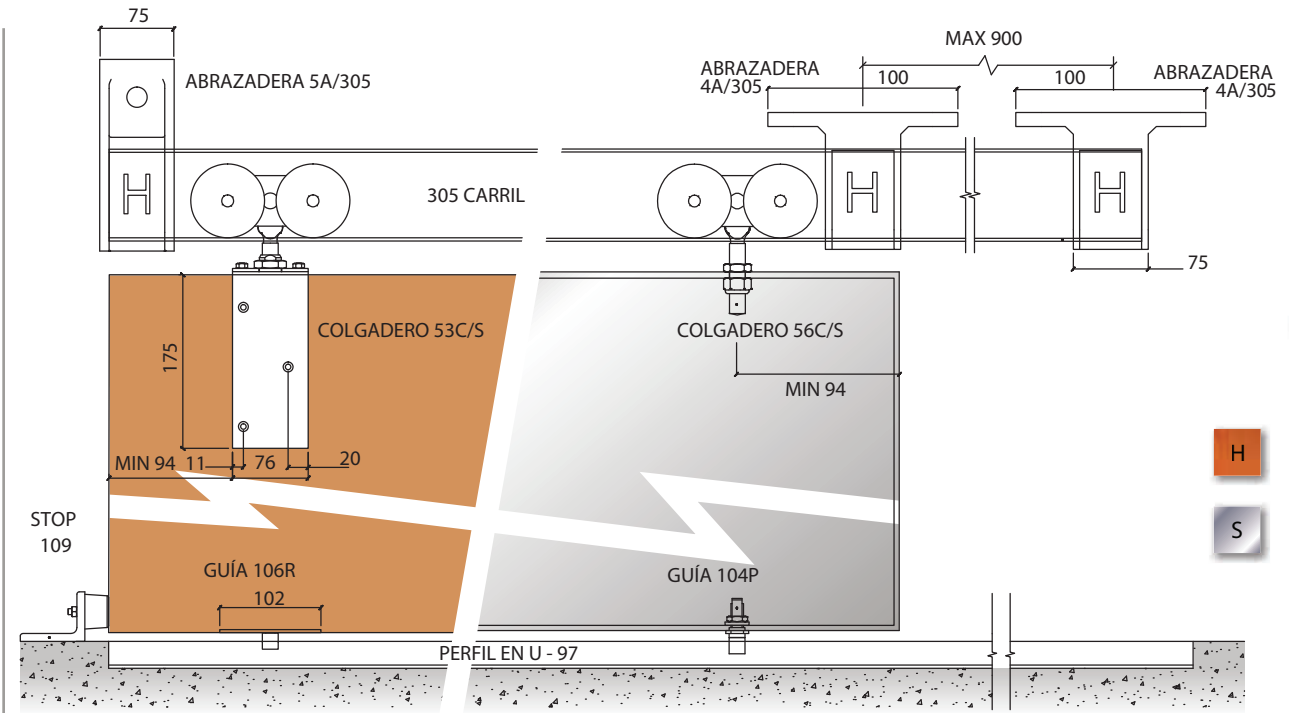 75
ABRAZADERA 5A/305
MAX 900
ABRAZADERA
4A/305
100
100
ABRAZADERA
4A/305
H
305 CARRIL
H
H
75
175
COLGADERO 53C/S
COLGADERO 56C/S
MIN 94
MIN 94
11
76
20
H
S
STOP
109
GUÍA 106R
102
GUÍA 104P
PERFIL EN U - 97